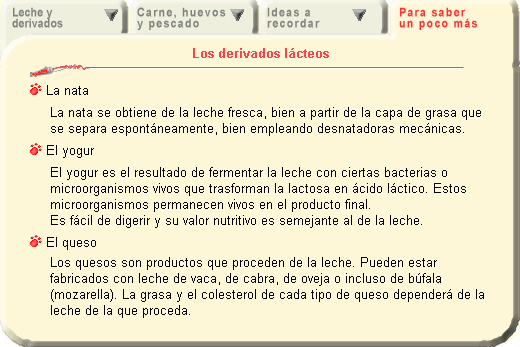 Leche y
derivados
Carne, huevos
y pescado
Ideas a
recordar
Para saber
un poco más
Los derivados lácteos
La nata
La nata se obtiene de la leche fresca, bien a partir de la capa de grasa que
se separa espontáneamente, bien empleando desnatadoras mecánicas.
El yogur
El yogur es el resultado de fermentar la leche con ciertas bacterias o
microorganismos vivos que trasforman la lactosa en ácido láctico. Estos
microorganismos permanecen vivos en el producto final.
Es fácil de digerir y su valor nutritivo es semejante al de la leche.
El queso
Los quesos son productos que proceden de la leche. Pueden estar
fabricados con leche de vaca, de cabra, de oveja o incluso de búfala
(mozarella). La grasa y el colesterol de cada tipo de queso dependerá de la
leche de la que proceda.